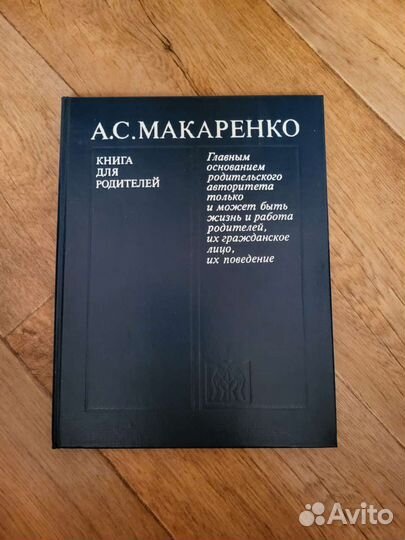 А.С.МАКАРЕНКО
КНИГА
ДЛЯ
РОДИТЕЛЕЙ
Главным
основанием
родительского
авторитета
только
и может быть
жизнь и работа
родителей,
их гражданское
лицо,
их поведение
Avito